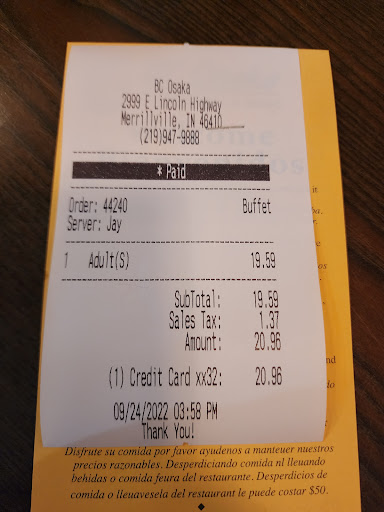 BC Osaka
2999 E Lincoln Highway
Merrillville, IN 46410
(219)947-9888
* Paid
Order: 44240 Buffet
Server: Jay
1 Adult(S) 19.59
SubTotal: 19.59
Sales Tax: 1.37
Amount: 20.96
(1) Credit Card xx32: 20.96
09/24/2022 03:58 PM
Thank You!
Disfrute su comida por favor ayudenos a manteuer nuestros
precios razonables. Desperdiciando comida nl lleuando
behidas o comida feura del restaurante. Desperdicios de
comida o lleuavesela del restaurant le puede costar $50.